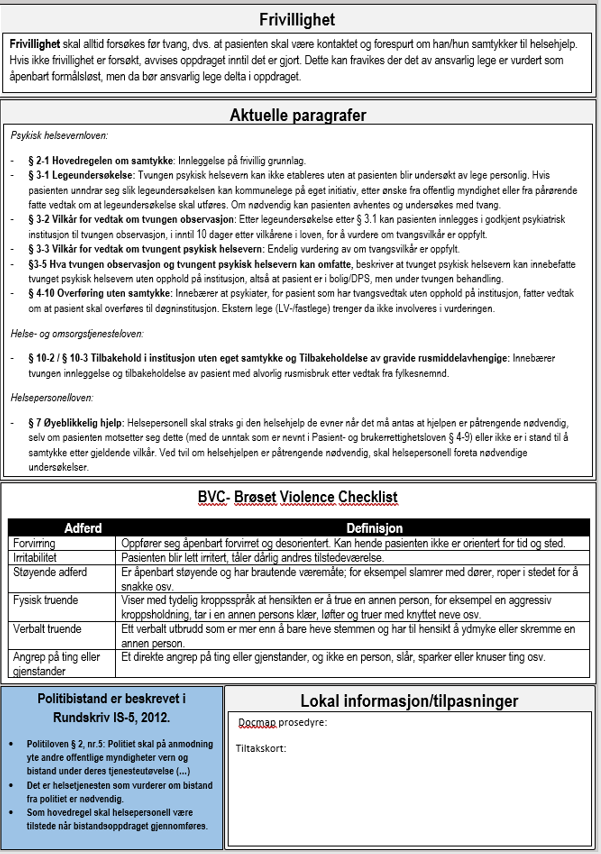 Frivillighet
Frivillighet skal alltid forsøkes før tvang, dvs. at pasienten skal være kontaktet og forespurt om han/hun samtykker til helsehjelp.
Hvis ikke frivillighet er forsøkt, avvises oppdraget inntil det er gjort. Dette kan fravikes der det av ansvarlig lege er vurdert som
åpenbart formålsløst, men da bør ansvarlig lege delta i oppdraget.
Aktuelle paragrafer
Psykisk helsevernloven:
- § 2-1 Hovedregelen om samtykke: Innleggelse på frivillig grunnlag.
- § 3-1 Legeundersøkelse: Tvungen psykisk helsevern kan ikke etableres uten at pasienten blir undersøkt av lege personlig. Hvis
pasienten unndrar seg slik legeundersøkelsen kan kommunelege på eget initiativ, etter ønske fra offentlig myndighet eller fra pårørende
fatte vedtak om at legeundersøkelse skal utføres. Om nødvendig kan pasienten avhentes og undersøkes med tvang.
- § 3-2 Vilkår for vedtak om tvungen observasjon: Etter legeundersøkelse etter § 3.1 kan pasienten innlegges i godkjent psykiatrisk
institusjon til tvungen observasjon, i inntil 10 dager etter vilkårene i loven, for å vurdere om tvangsvilkår er oppfylt.
- § 3-3 Vilkår for vedtak om tvungent psykisk helsevern: Endelig vurdering av om tvangsvilkår er oppfylt.
- §3-5 Hva tvungen observasjon og tvungent psykisk helsevern kan omfatte, beskriver at tvunget psykisk helsevern kan innebefatte
tvunget psykisk helsevern uten opphold på institusjon, altså at pasient er i bolig/DPS, men under tvungen behandling.
- § 4-10 Overføring uten samtykke: Innebærer at psykiater, for pasient som har tvangsvedtak uten opphold på institusjon, fatter vedtak
om at pasient skal overføres til døgninstitusjon. Ekstern lege (LV-/fastlege) trenger da ikke involveres i vurderingen.
Helse- og omsorgstjenesteloven:
- § 10-2 / § 10-3 Tilbakehold i institusjon uten eget samtykke og Tilbakeholdelse av gravide rusmiddelavhengige: Innebærer
tvungen innleggelse og tilbakeholdelse av pasient med alvorlig rusmisbruk etter vedtak fra fylkesnemnd.
Helsepersonelloven:
- § 7 Øyeblikkelig hjelp: Helsepersonell skal straks gi den helsehjelp de evner når det må antas at hjelpen er påtrengende nødvendig,
selv om pasienten motsetter seg dette (med de unntak som er nevnt i Pasient- og brukerrettighetsloven § 4-9) eller ikke er i stand til å
samtykke etter gjeldende vilkår. Ved tvil om helsehjelpen er påtrengende nødvendig, skal helsepersonell foreta nødvendige
undersøkelser.
BVC- Brøset Violence Checklist
Adferd Definisjon
Forvirring Oppfører seg åpenbart forvirret og desorientert. Kan hende pasienten ikke er orientert for tid og sted.
Irritabilitet Pasienten blir lett irritert, tåler dårlig andres tilstedeværelse.
Støyende adferd Er åpenbart støyende og har brautende væremåte; for eksempel slamrer med dører, roper i stedet for å
snakke osv.
Fysisk truende Viser med tydelig kroppsspråk at hensikten er å true en annen person, for eksempel en aggressiv
kroppsholdning, tar i en annen persons klær, løfter og truer med knyttet neve osv.
Verbalt truende Ett verbalt utbrudd som er mer enn å bare heve stemmen og har til hensikt å ydmyke eller skremme en
annen person.
Angrep på ting eller Et direkte angrep på ting eller gjenstander, og ikke en person, slår, sparker eller knuser ting osv.
gjenstander
Politibistand er beskrevet i
Rundskriv IS-5, 2012.
• Politiloven § 2, nr.5: Politiet skal på anmodning
yte andre offentlige myndigheter vern og
bistand under deres tjenesteutøvelse (...)
• Det er helsetjenesten som vurderer om bistand
fra politiet er nødvendig.
• Som hovedregel skal helsepersonell være
tilstede når bistandsoppdraget gjennomføres.
Lokal informasjon/tilpasninger
Docmap prosedyre:
Tiltakskort: